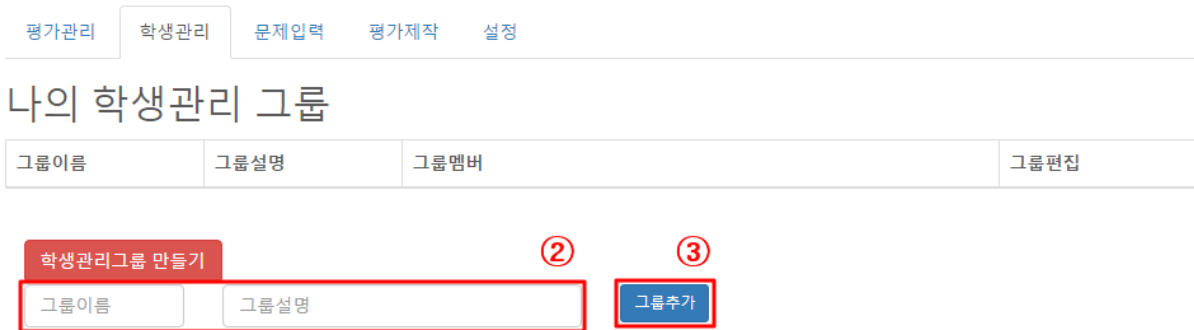 평가관리 학생관리 문제입력 평가제작 설정
나의 학생관리 그룹
그룹이름 그룹설명 그룹멤버 그룹편집
학생관리그룹 만들기 ② ③
그룹이름 그룹설명 그룹추가